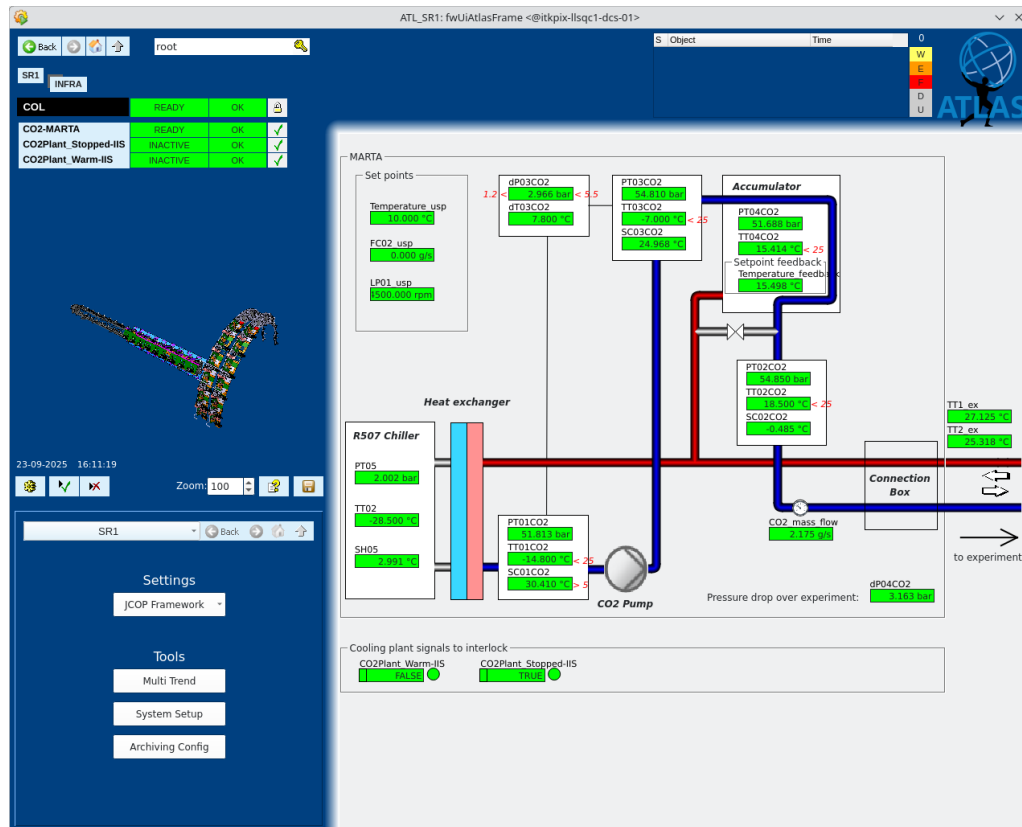 ATL_SR1: fwUiAtlasFrame <@itkpix-llsqc1-dcs-01>
Back
root
S Object Time
0
W
E
F
D
U
ATLAS
SR1
INFRA
COL READY OK
CO2-MARTA READY OK
CO2Plant_Stopped-IIS INACTIVE OK
CO2Plant_Warm-IIS INACTIVE OK
23-09-2025 16:11:19
Zoom: 100
SR1
Back
Settings
JCOP Framework
Tools
Multi Trend
System Setup
Archiving Config
MARTA
Set points
Temperature_usp
10.000 °C
FC02_usp
0.000 g/s
LP01_usp
4500.000 rpm
dP03CO2
1.2 < 2.966 bar < 5.5
dT03CO2
7.800 °C
PT03CO2
54.810 bar
TT03CO2
-7.000 °C < 25
SC03CO2
24.968 °C
Accumulator
PT04CO2
51.688 bar
TT04CO2
15.414 °C < 25
Setpoint feedback
Temperature_feedback
15.498 °C
PT02CO2
54.850 bar
TT02CO2
18.500 °C < 25
SC02CO2
-0.485 °C
Heat exchanger
R507 Chiller
PT05
2.002 bar
TT02
-28.500 °C
SH05
2.991 °C
PT01CO2
51.813 bar
TT01CO2
-14.800 °C < 25
SC01CO2
30.410 °C > 5
CO2 Pump
TT1_ex
27.125 °C
TT2_ex
25.318 °C
Connection
Box
CO2_mass_flow
2.175 g/s
to experiment
Pressure drop over experiment:
dP04CO2
3.163 bar
Cooling plant signals to interlock
CO2Plant_Warm-IIS
FALSE
CO2Plant_Stopped-IIS
TRUE